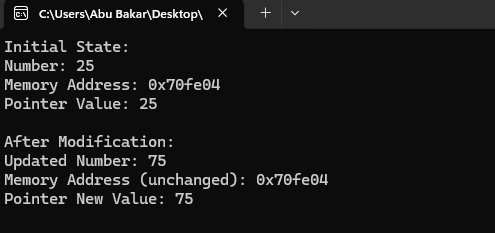 C:\Users\Abu Bakar\Desktop\
Initial State:
Number: 25
Memory Address: 0x70fe04
Pointer Value: 25
After Modification:
Updated Number: 75
Memory Address (unchanged): 0x70fe04
Pointer New Value: 75